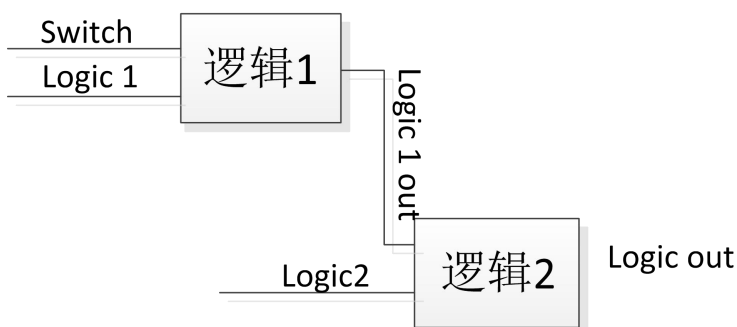 Switch
Logic 1
逻辑1
Logic 1 out
Logic2
逻辑2
Logic out